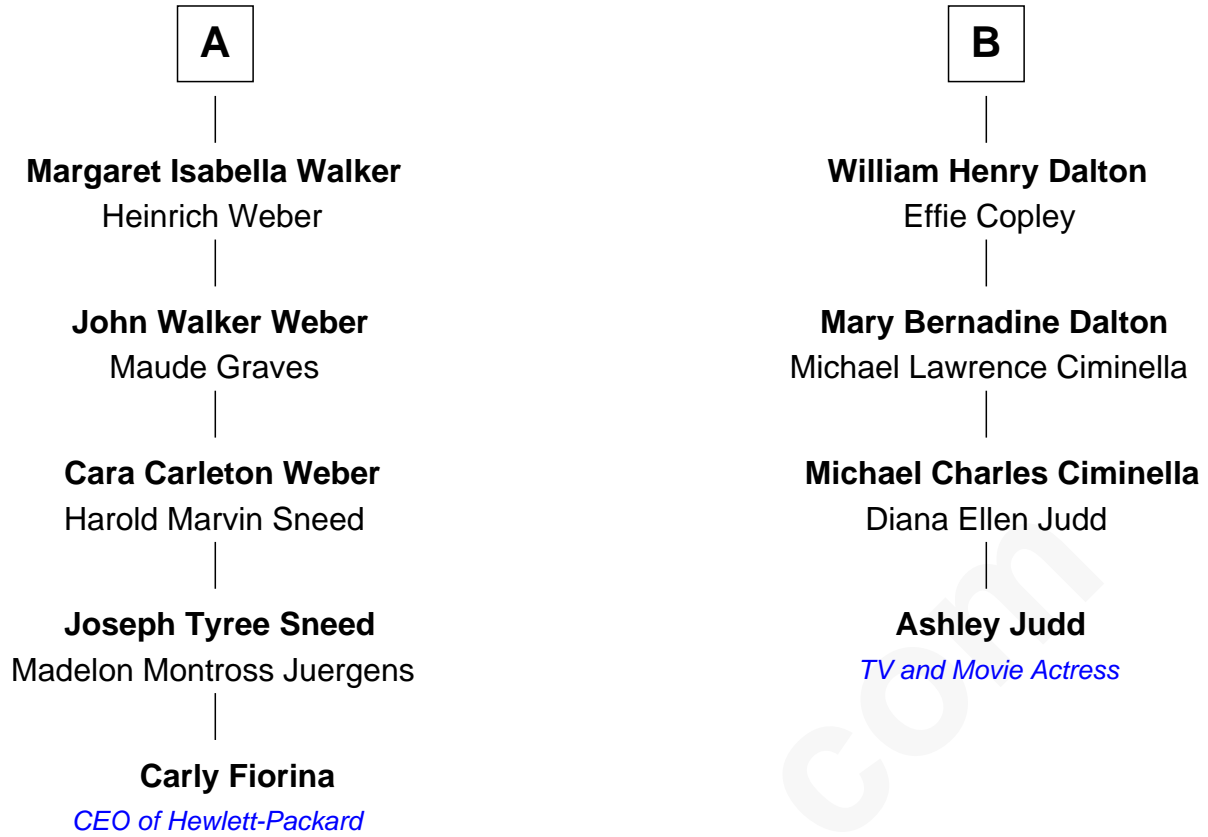 A
Margaret Isabella Walker
Heinrich Weber
John Walker Weber
Maude Graves
Cara Carleton Weber
Harold Marvin Sneed
Joseph Tyree Sneed
Madelon Montross Juergens
Carly Fiorina
CEO of Hewlett-Packard
B
William Henry Dalton
Effie Copley
Mary Bernadine Dalton
Michael Lawrence Ciminella
Michael Charles Ciminella
Diana Ellen Judd
Ashley Judd
TV and Movie Actress
com